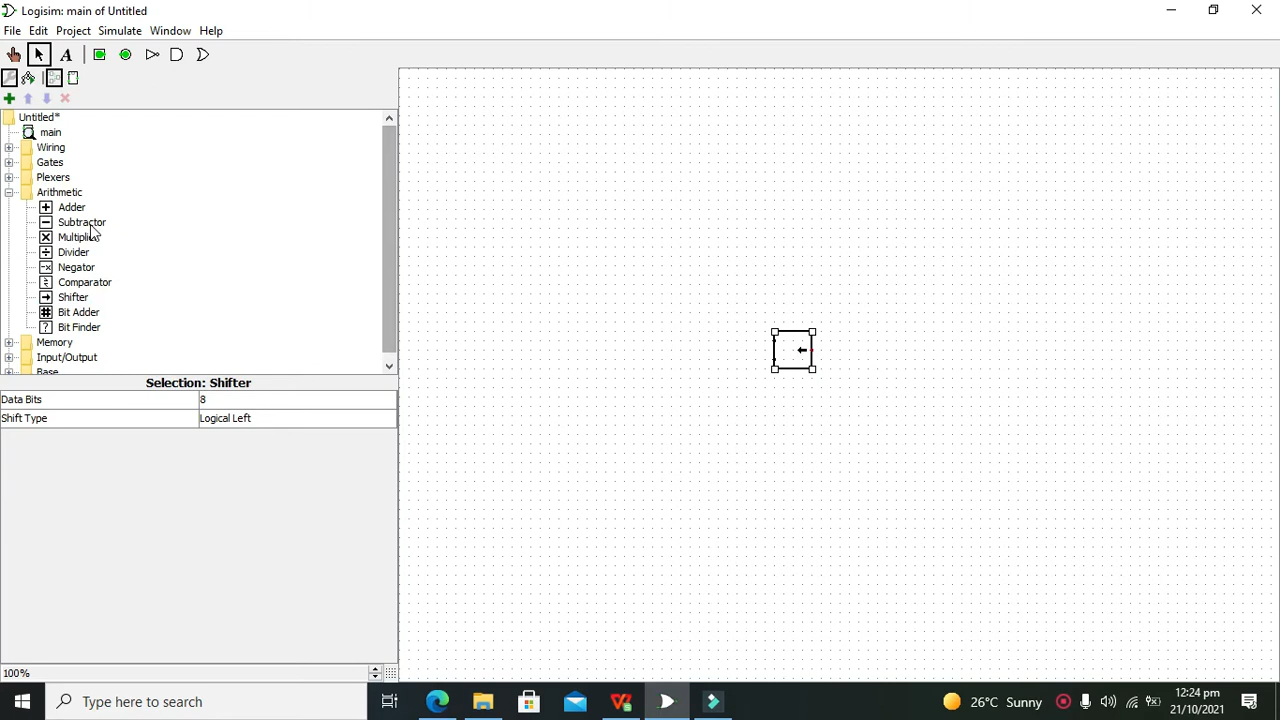 Logisim: main of Untitled
File Edit Project Simulate Window Help
A
Untitled*
main
Wiring
Gates
Plexers
Arithmetic
Adder
Subtractor
Divider
Negator
Comparator
Shifter
Bit Adder
Bit Finder
Memory
Input/Output
Base
Selection: Shifter
Data Bits 8
Shift Type Logical Left
100%
Type here to search
26°C Sunny
12:24 pm
21/10/2021